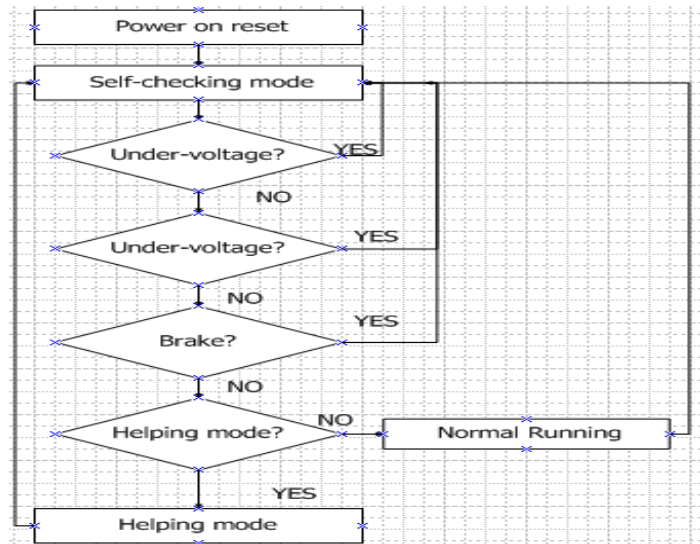 Power on reset
Self-checking mode
Under-voltage?
YES
NO
Under-voltage?
YES
NO
Brake?
YES
NO
Helping mode?
NO
Normal Running
YES
Helping mode